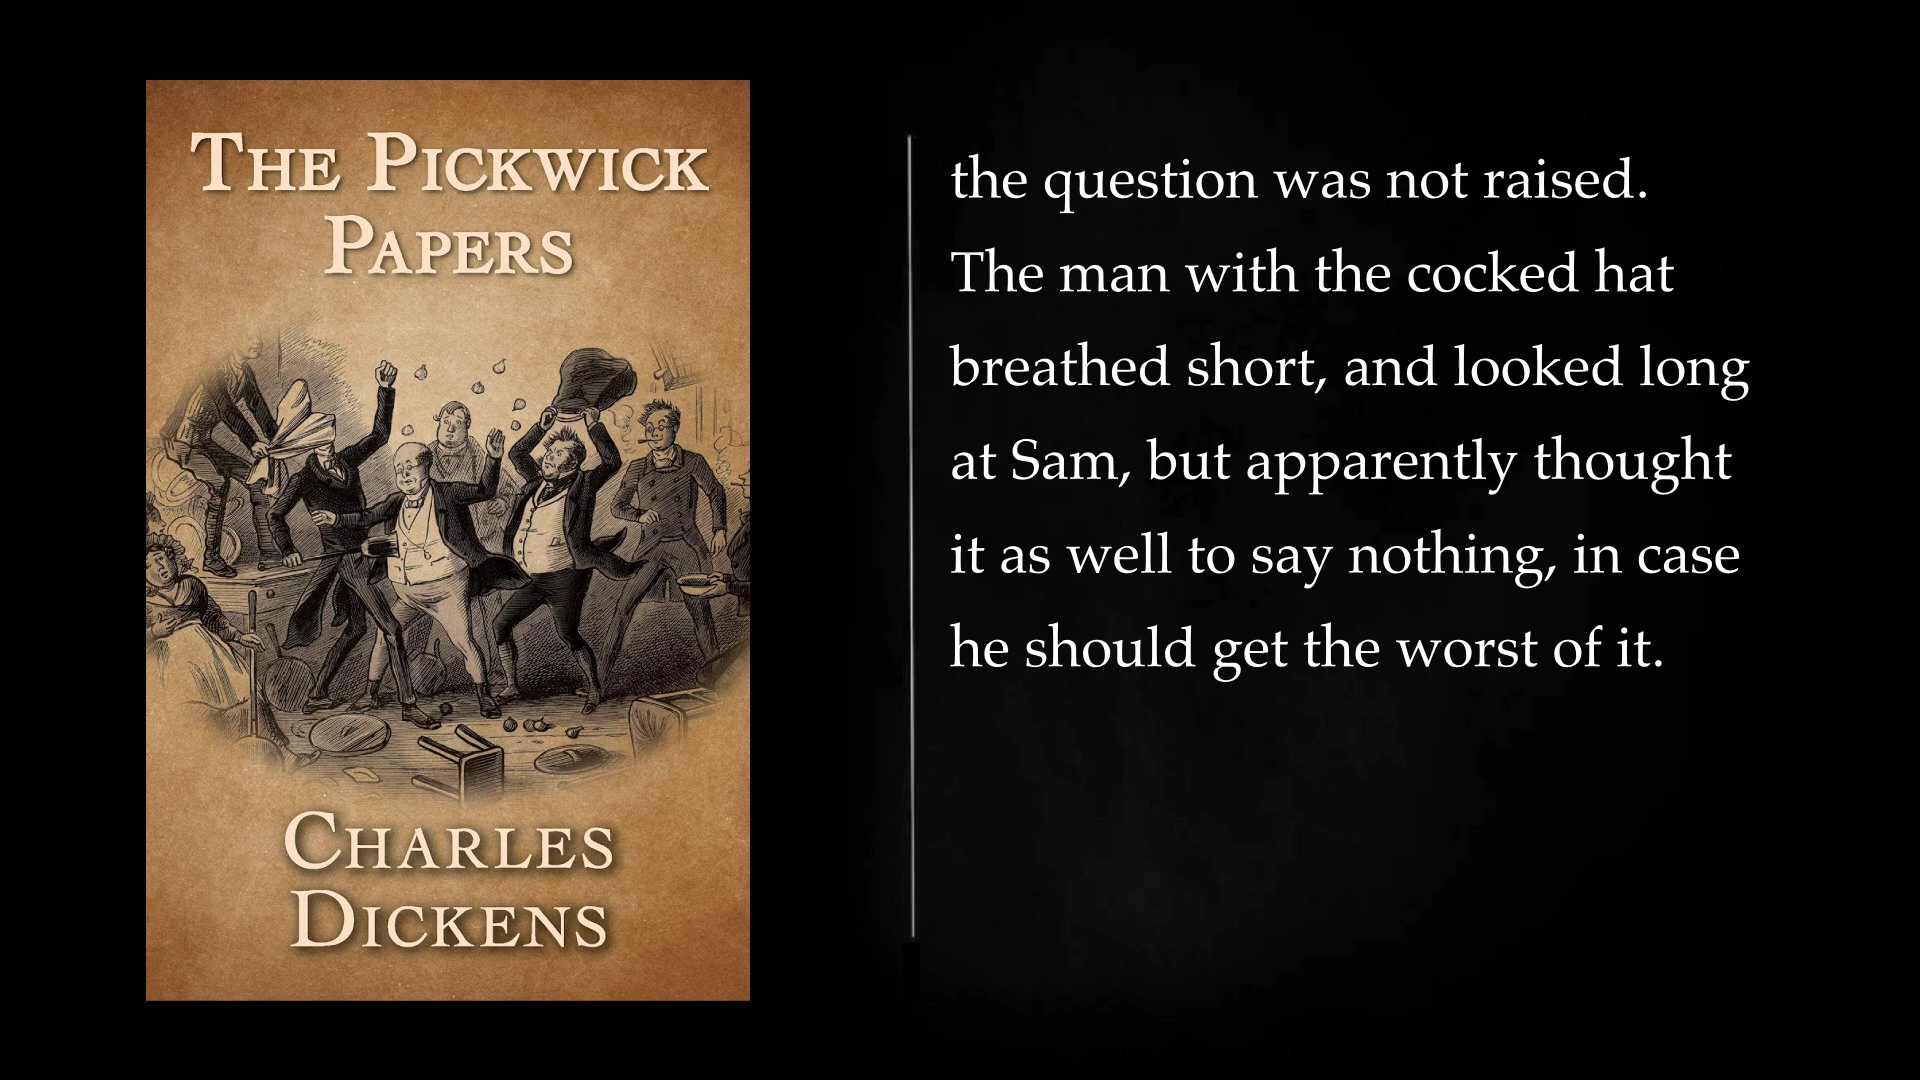 The Pickwick
Papers
Charles
Dickens
the question was not raised.
The man with the cocked hat
breathed short, and looked long
at Sam, but apparently thought
it as well to say nothing, in case
he should get the worst of it.